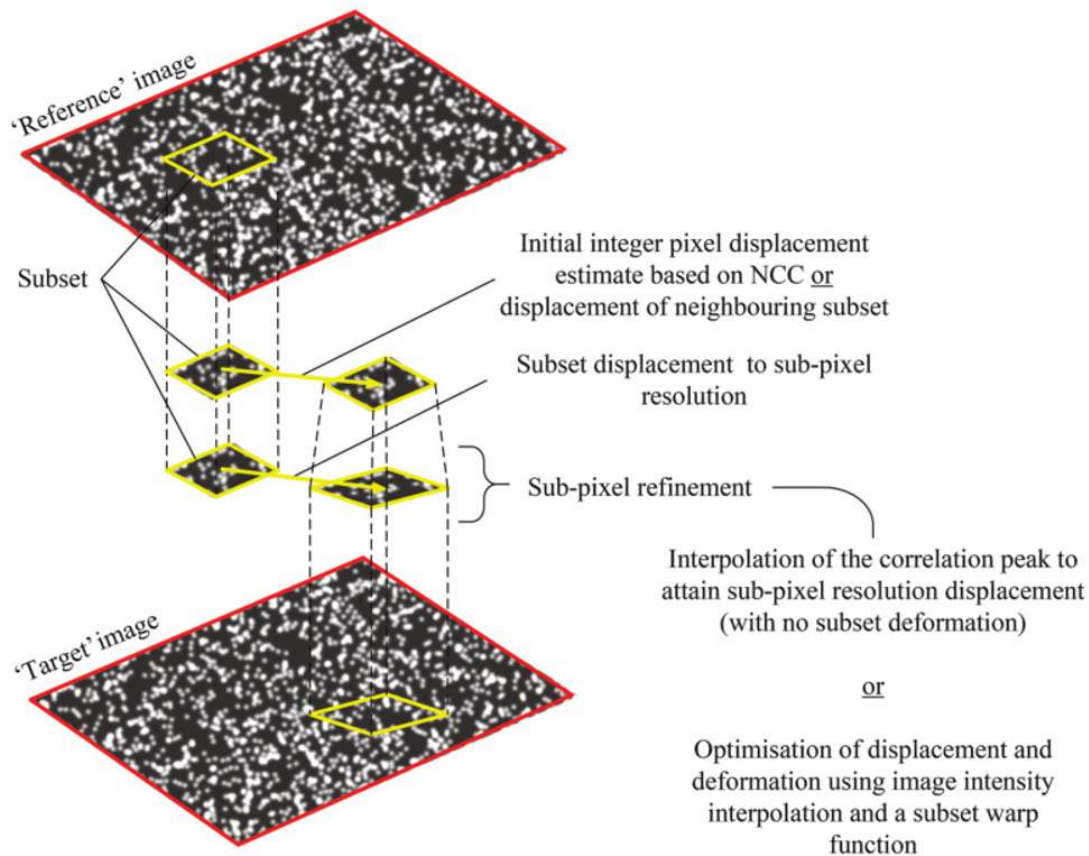 ‘Reference’ image
Subset
Initial integer pixel displacement
estimate based on NCC or
displacement of neighbouring subset
Subset displacement to sub-pixel
resolution
Sub-pixel refinement
Interpolation of the correlation peak to
attain sub-pixel resolution displacement
(with no subset deformation)
or
Optimisation of displacement and
deformation using image intensity
interpolation and a subset warp
function
‘Target’ image